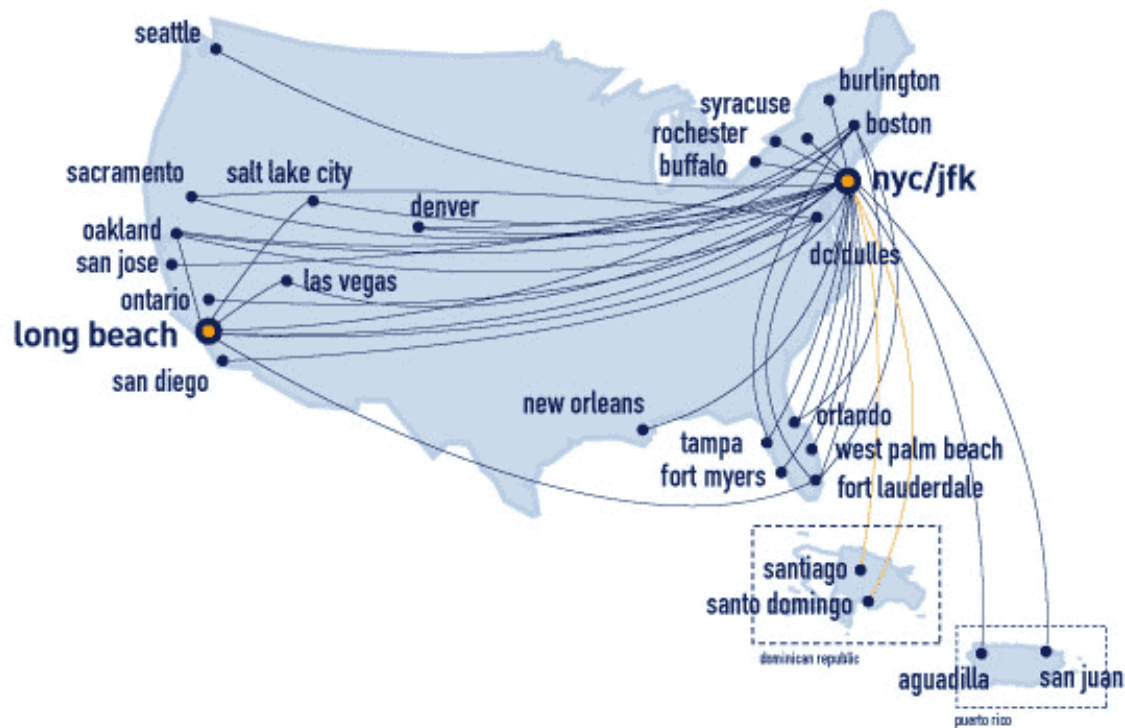 seattle
burlington
syracuse
boston
rochester
buffalo
sacramento
salt lake city
nyc/jfk
denver
oakland
dc/dulles
san jose
las vegas
ontario
long beach
san diego
new orleans
orlando
tampa
west palm beach
fort myers
fort lauderdale
santiago
santo domingo
dominican republic
aguadilla
san juan
puerto rico